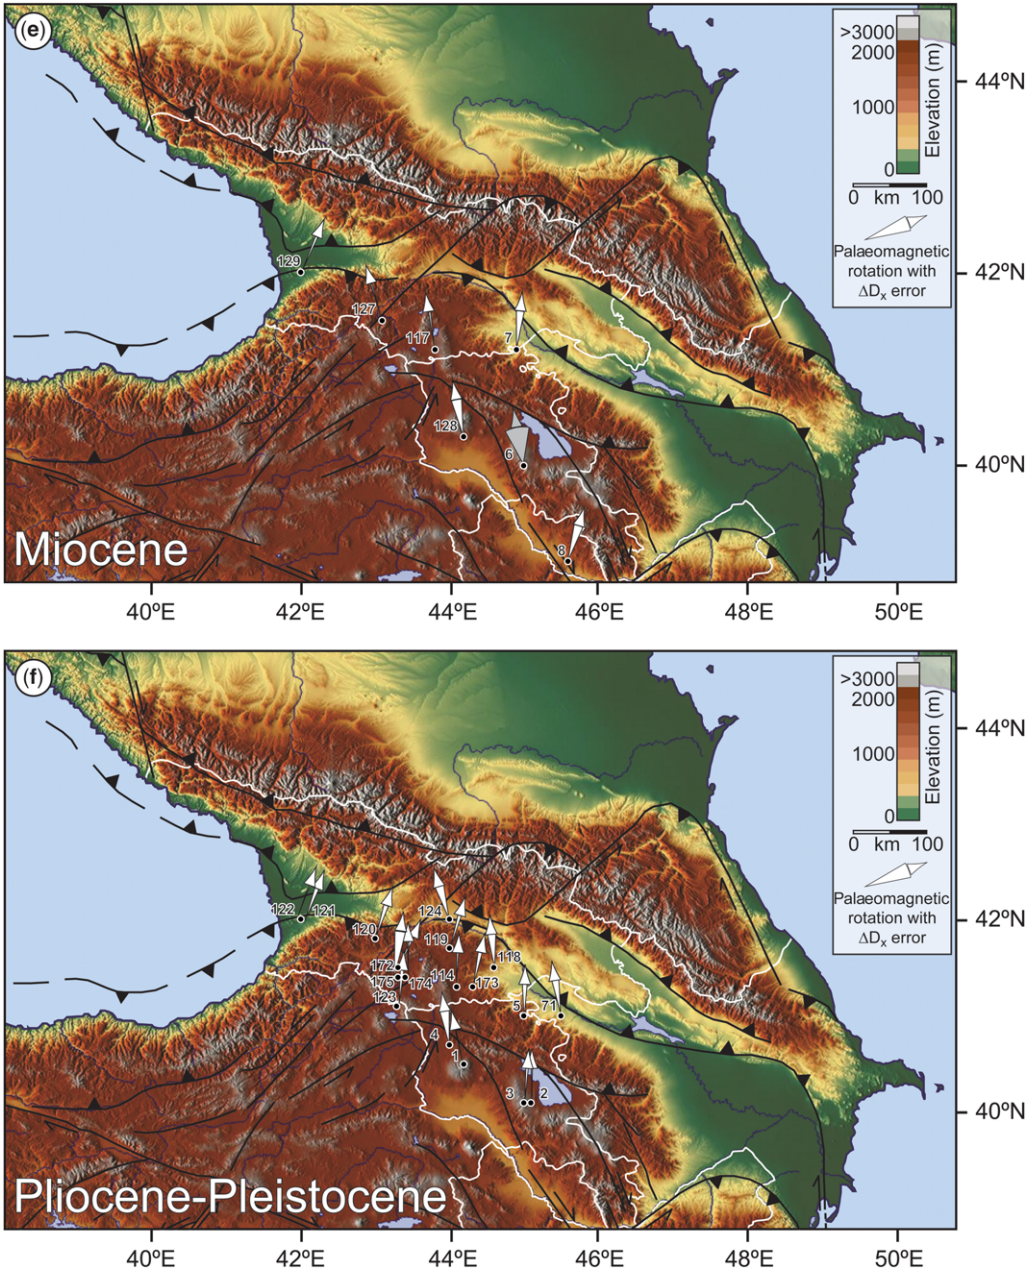 (e)
>3000
2000
1000
0
Elevation (m)
0 km 100
Palaeomagnetic
rotation with
ΔDx error
44ºN
42ºN
40ºN
129
127
117
7
128
6
8
Miocene
40ºE
42ºE
44ºE
46ºE
48ºE
50ºE
(f)
>3000
2000
1000
0
Elevation (m)
0 km 100
Palaeomagnetic
rotation with
ΔDx error
44ºN
42ºN
40ºN
122
121
120
124
119
118
172
175
174
114
173
123
5
71
4
1
3
2
Pliocene-Pleistocene
40ºE
42ºE
44ºE
46ºE
48ºE
50ºE